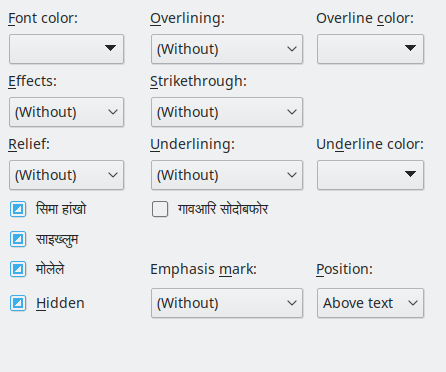 Font color: Overlining: Overline color:
(Without)
Effects: Strikethrough:
(Without) (Without)
Relief: Underlining: Underline color:
(Without) (Without)
सिमा हांखो गावआरि सोदोबफोर
साइख्लुम
मोलेले Emphasis mark: Position:
Hidden (Without) Above text